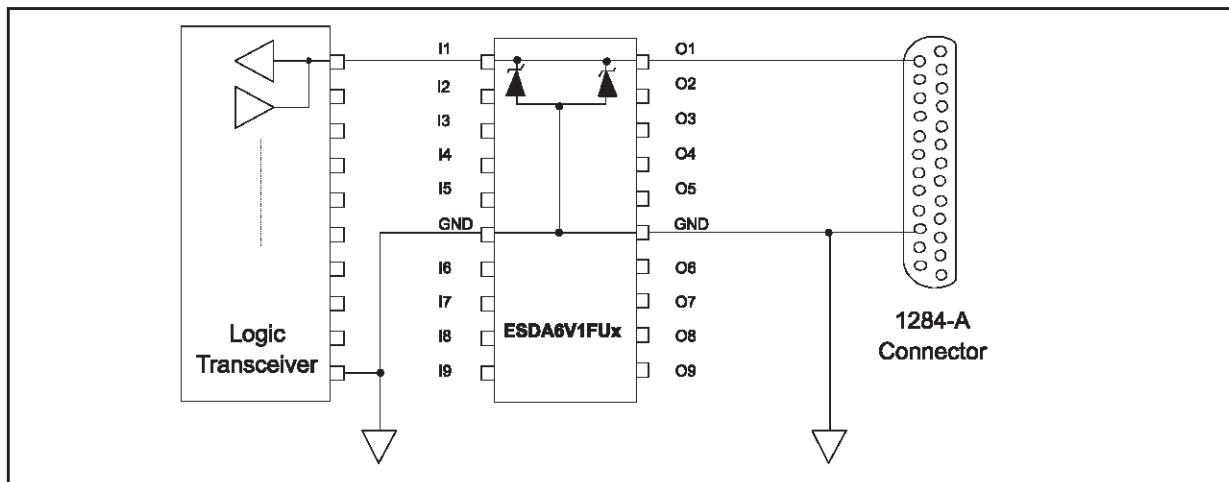 I1
I2
I3
I4
I5
GND
I6
I7
I8
I9
Logic
Transceiver
ESDA6V1FUx
O1
O2
O3
O4
O5
GND
O6
O7
O8
O9
1284-A
Connector